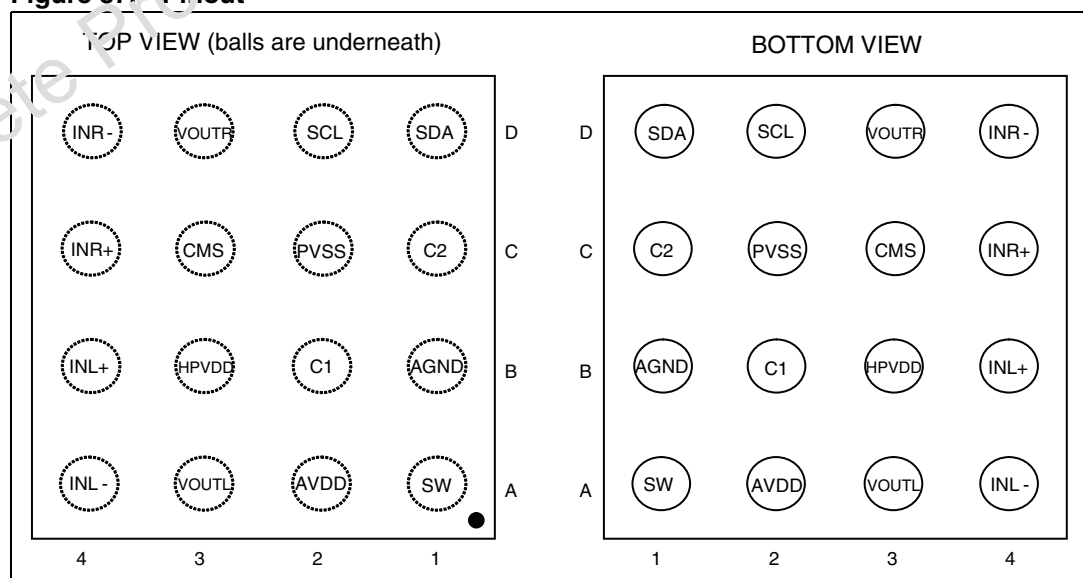 TOP VIEW (balls are underneath)
BOTTOM VIEW
INR - VOUTR SCL SDA D
INR+ CMS PVSS C2 C
INL+ HPVDD C1 AGND B
INL - VOUTL AVDD SW A
4 3 2 1
D SDA SCL VOUTR INR -
C C2 PVSS CMS INR+
B AGND C1 HPVDD INL+
A SW AVDD VOUTL INL -
1 2 3 4